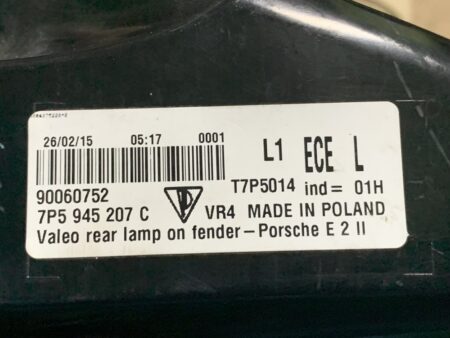 26/02/15 05:17 0001 L1 ECE L
T7P5014 ind = 01H
90060752
7P5 945 207 C VR4 MADE IN POLAND
Valeo rear lamp on fender-Porsche E 2 II